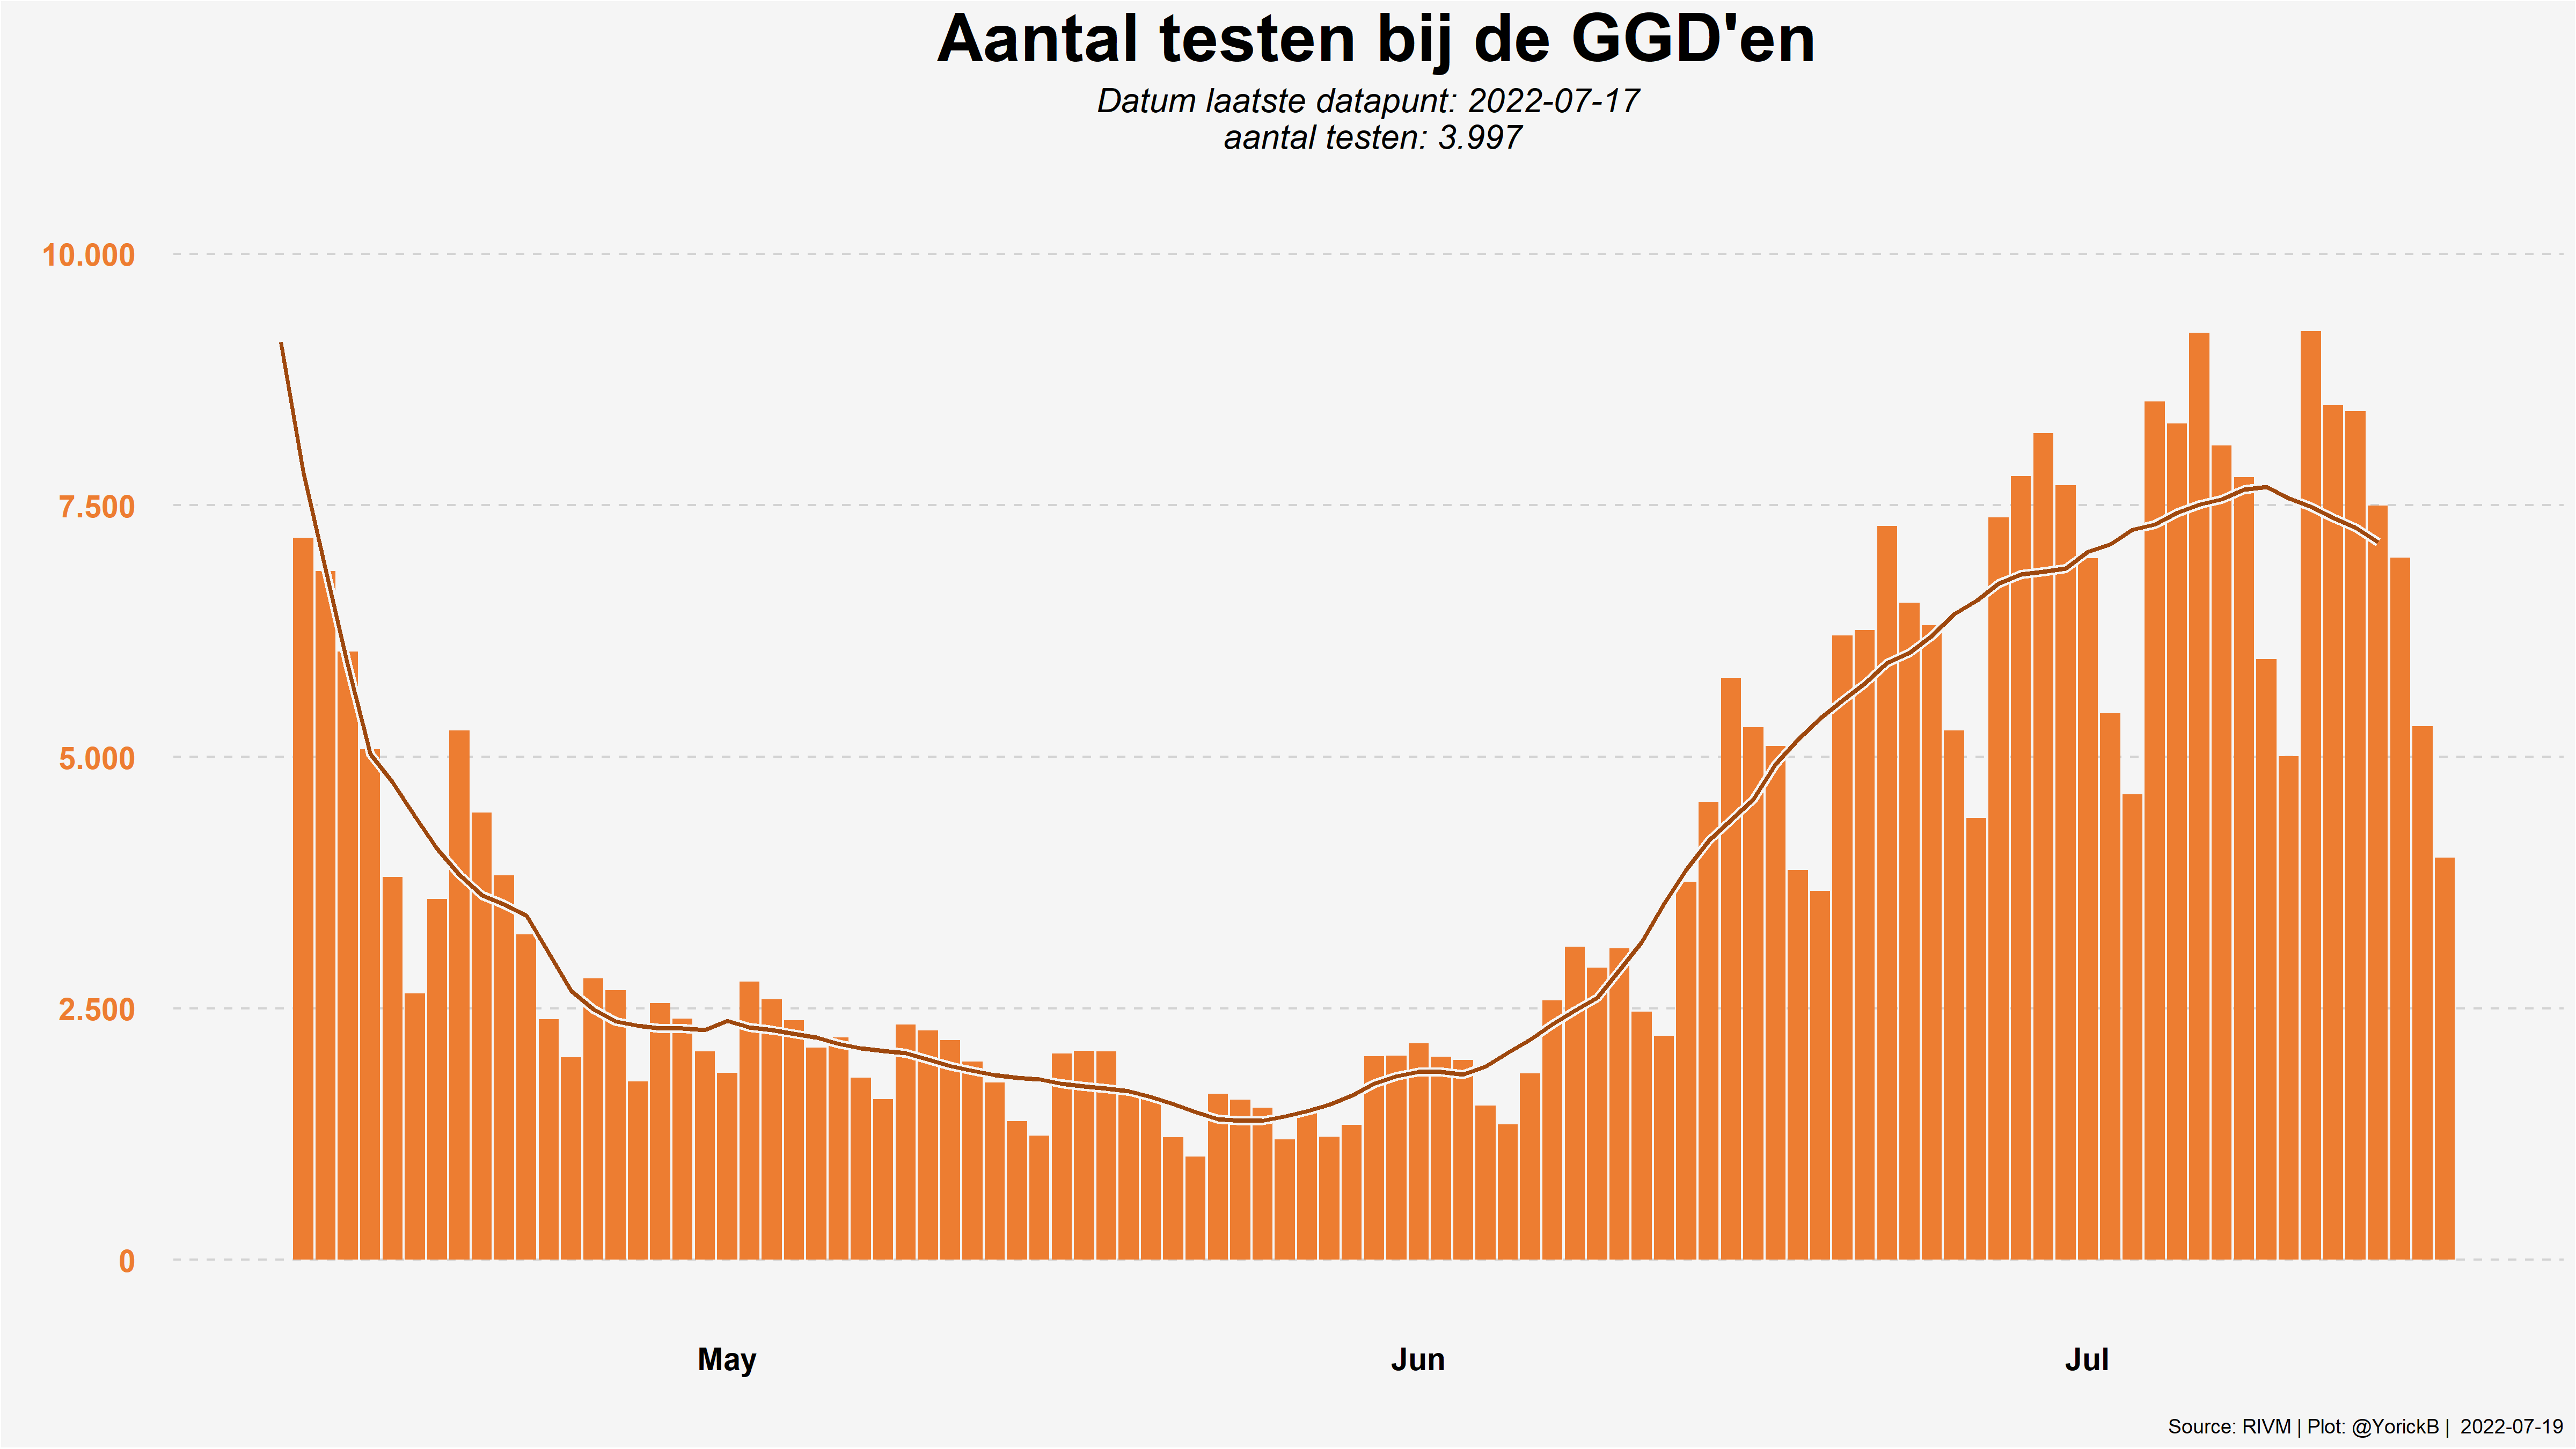 Aantal testen bij de GGD'en
Datum laatste datapunt: 2022-07-17
aantal testen: 3.997
10.000
7.500
5.000
2.500
0
May
Jun
Jul
Source: RIVM | Plot: @YorickB | 2022-07-19